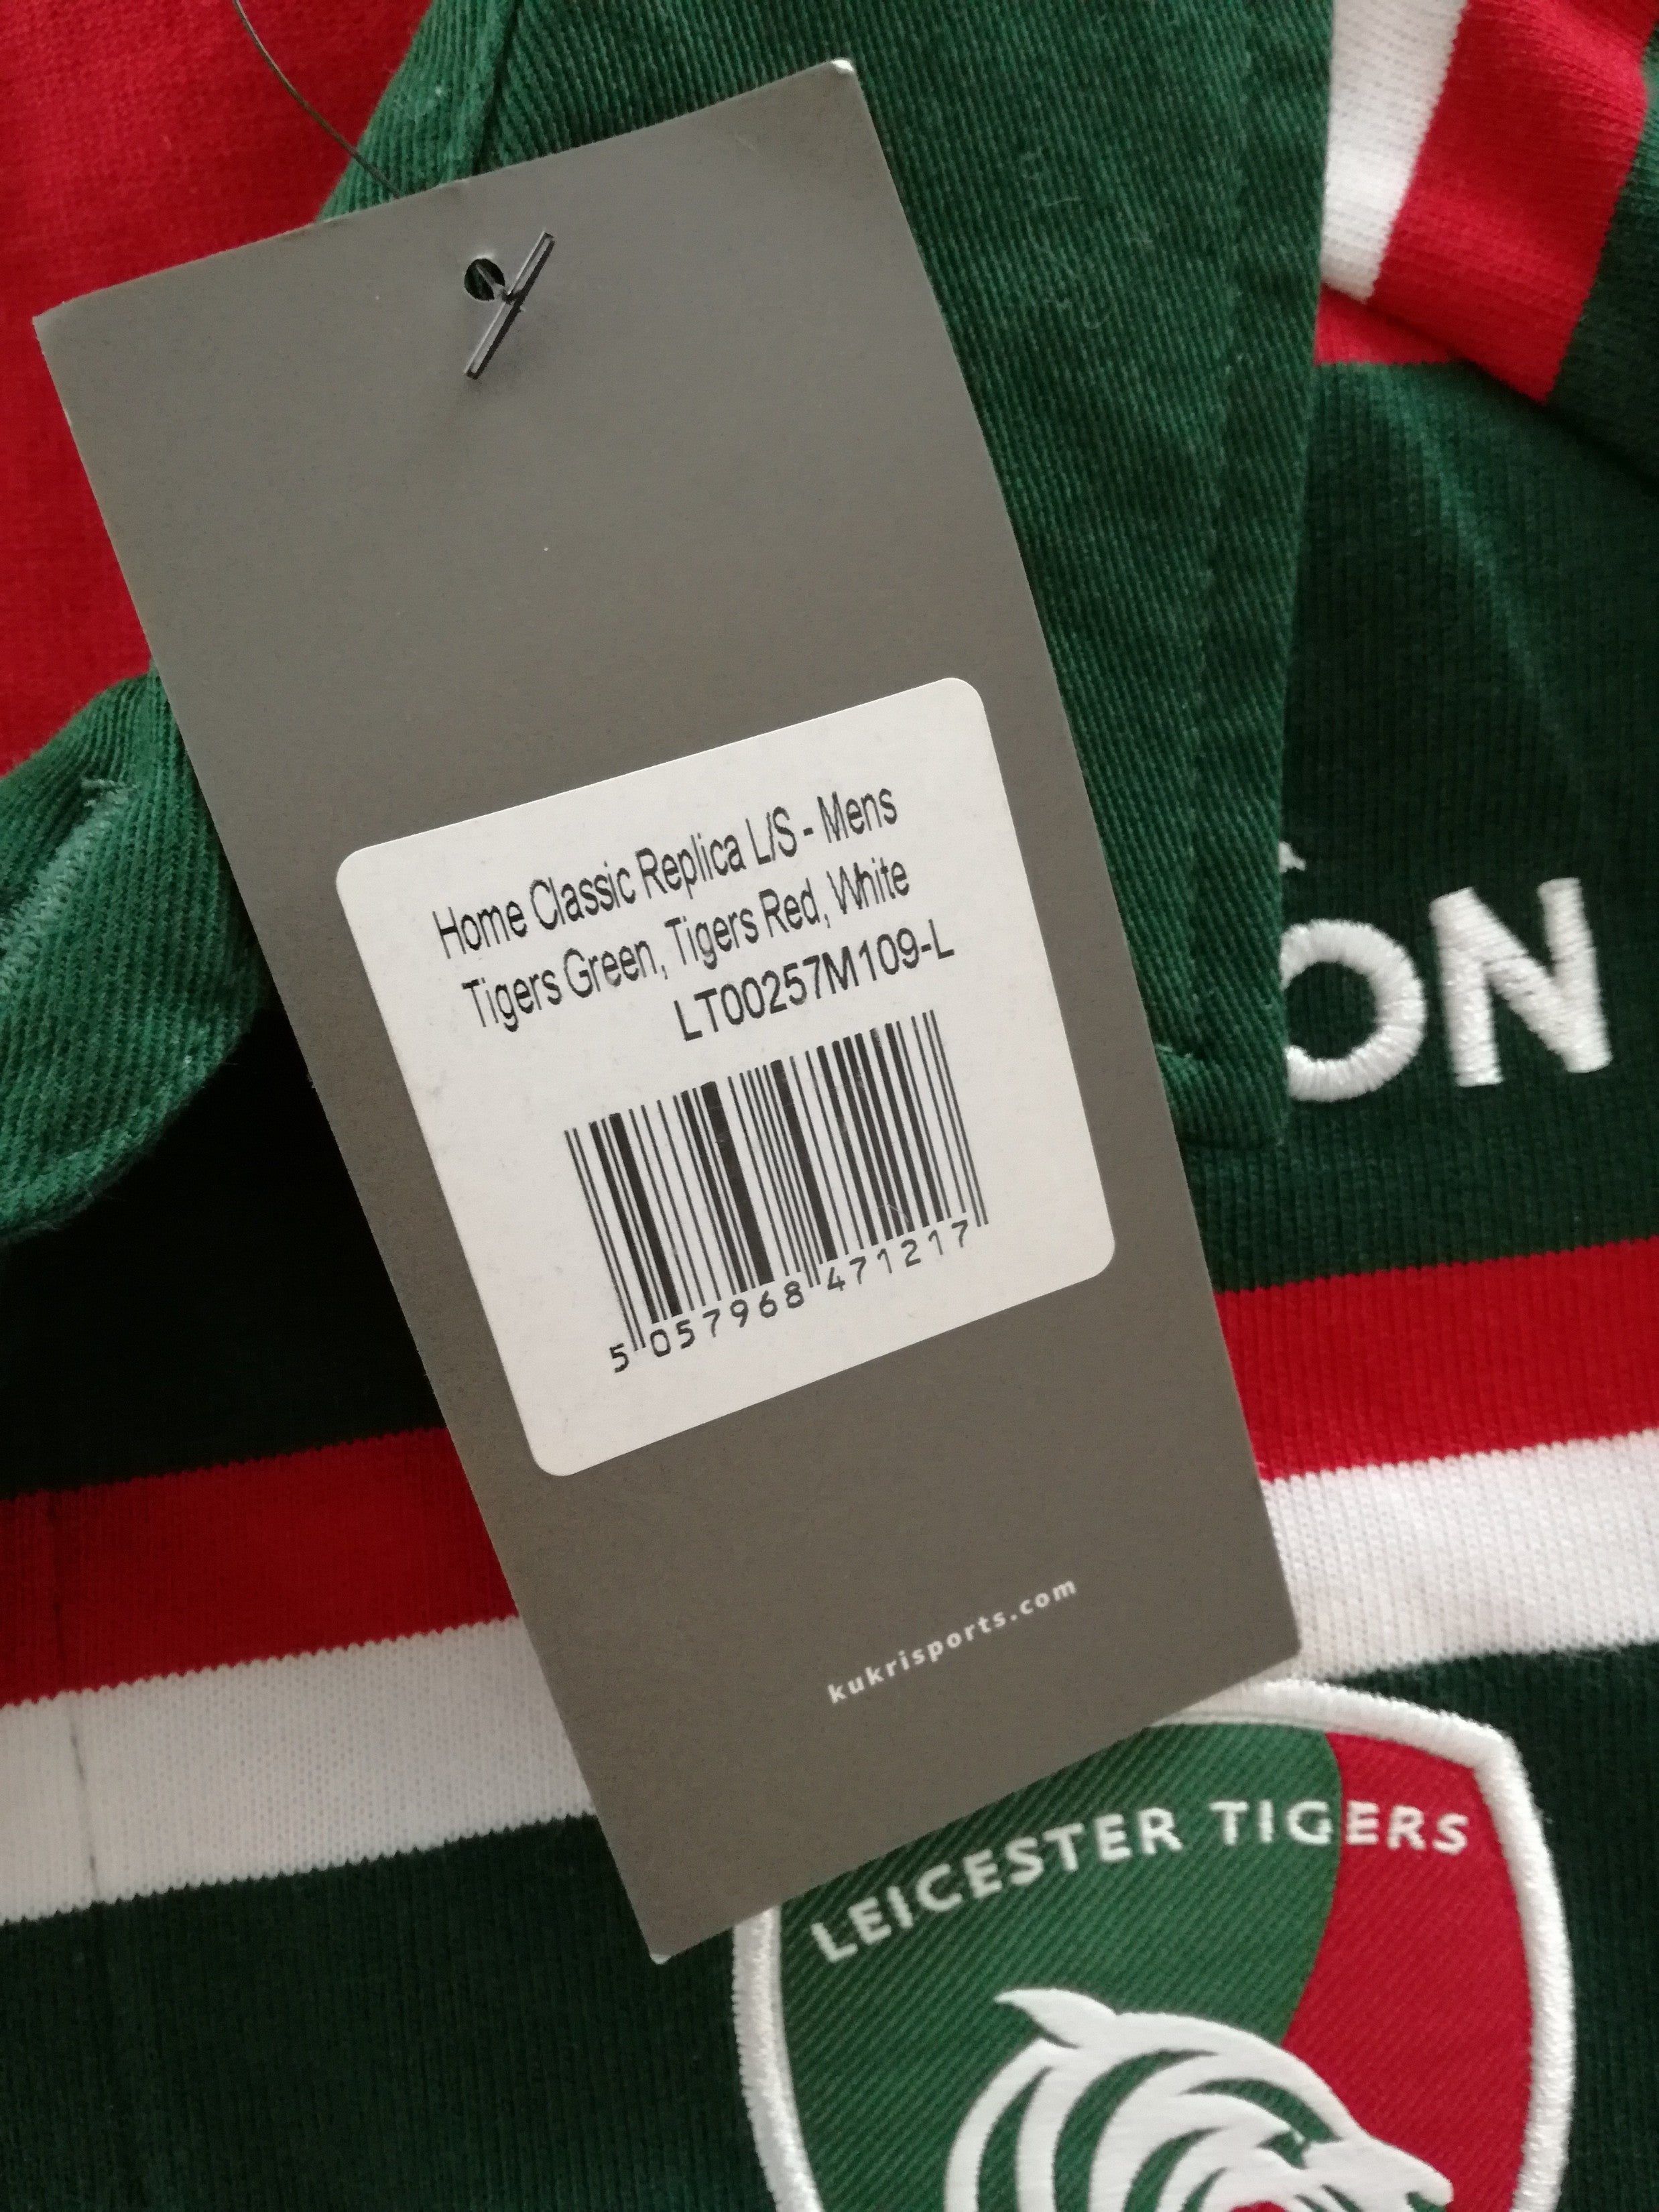 Home Classic Replica L/S - Mens
Tigers Green, Tigers Red, White
LT00257M109-L
5 057968 471217
ON
kukrisports.com
LEICESTER TIGERS